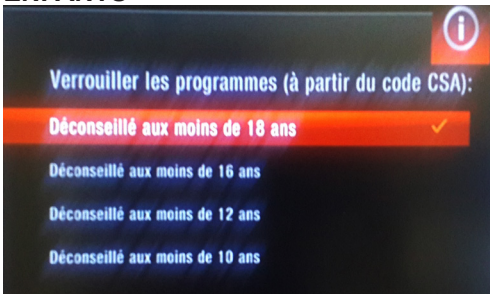 i
Verrouiller les programmes (à partir du code CSA):
Déconseillé aux moins de 18 ans
Déconseillé aux moins de 16 ans
Déconseillé aux moins de 12 ans
Déconseillé aux moins de 10 ans